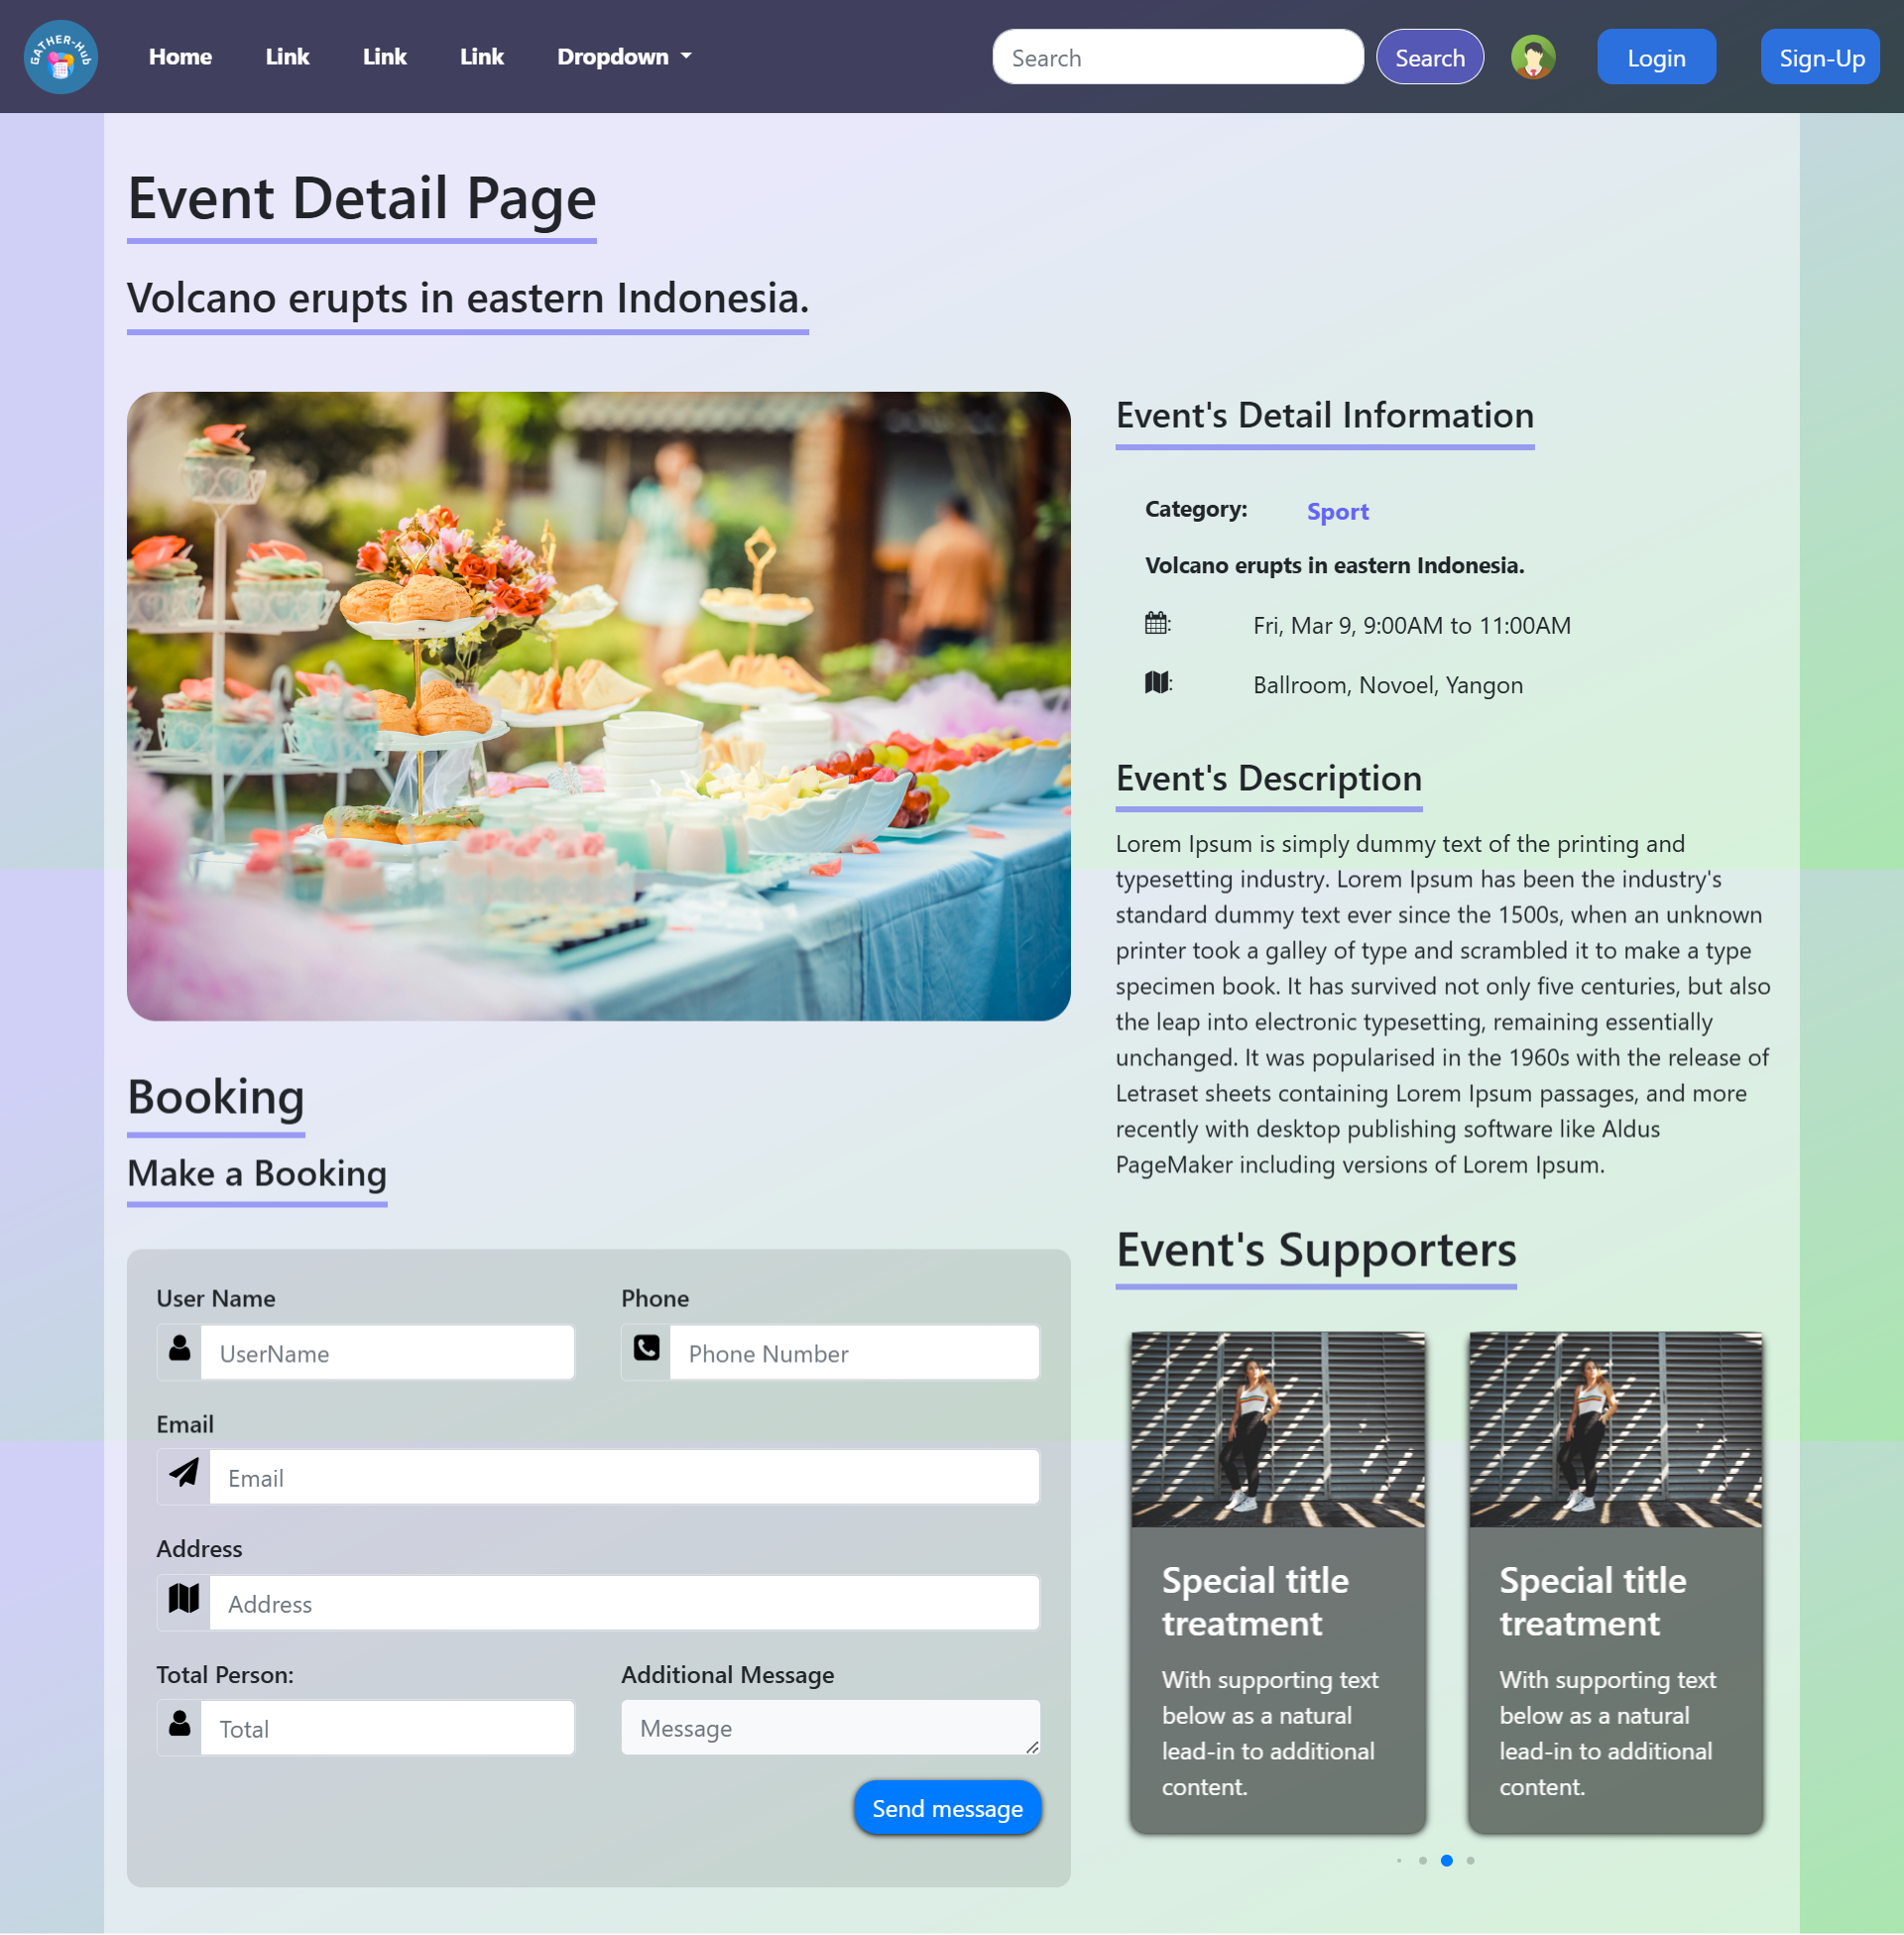 GATHER-Hub
Home
Link
Link
Link
Dropdown
Search
Search
Login
Sign-Up
Event Detail Page
Volcano erupts in eastern Indonesia.
Event's Detail Information
Category: Sport
Volcano erupts in eastern Indonesia.
: Fri, Mar 9, 9:00AM to 11:00AM
: Ballroom, Novoel, Yangon
Event's Description
Lorem Ipsum is simply dummy text of the printing and
typesetting industry. Lorem Ipsum has been the industry's
standard dummy text ever since the 1500s, when an unknown
printer took a galley of type and scrambled it to make a type
specimen book. It has survived not only five centuries, but also
the leap into electronic typesetting, remaining essentially
unchanged. It was popularised in the 1960s with the release of
Letraset sheets containing Lorem Ipsum passages, and more
recently with desktop publishing software like Aldus
PageMaker including versions of Lorem Ipsum.
Booking
Make a Booking
User Name
UserName
Phone
Phone Number
Email
Email
Address
Address
Total Person:
Total
Additional Message
Message
Send message
Event's Supporters
Special title
treatment
With supporting text
below as a natural
lead-in to additional
content.
Special title
treatment
With supporting text
below as a natural
lead-in to additional
content.